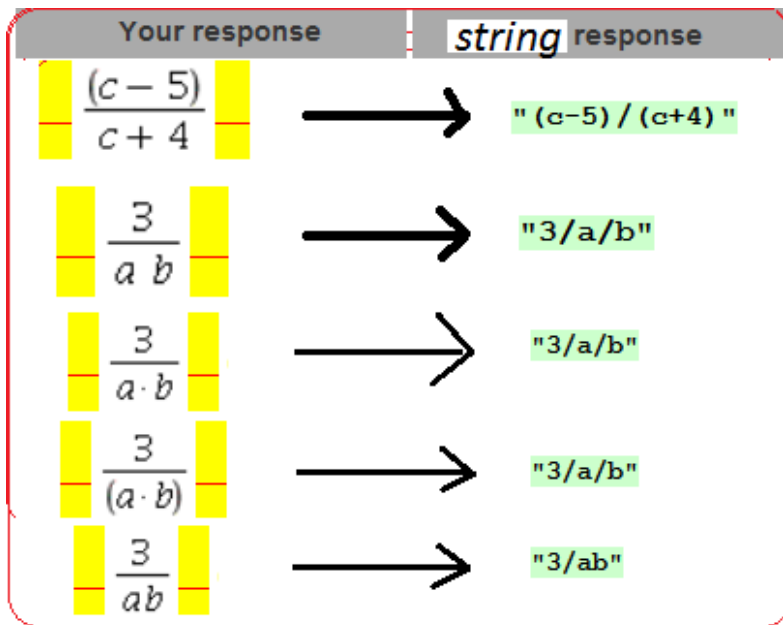 Your response string response
(c − 5)
c + 4
"(c-5)/(c+4)"
3
a b
"3/a/b"
3
a · b
"3/a/b"
3
(a · b)
"3/a/b"
3
ab
"3/ab"